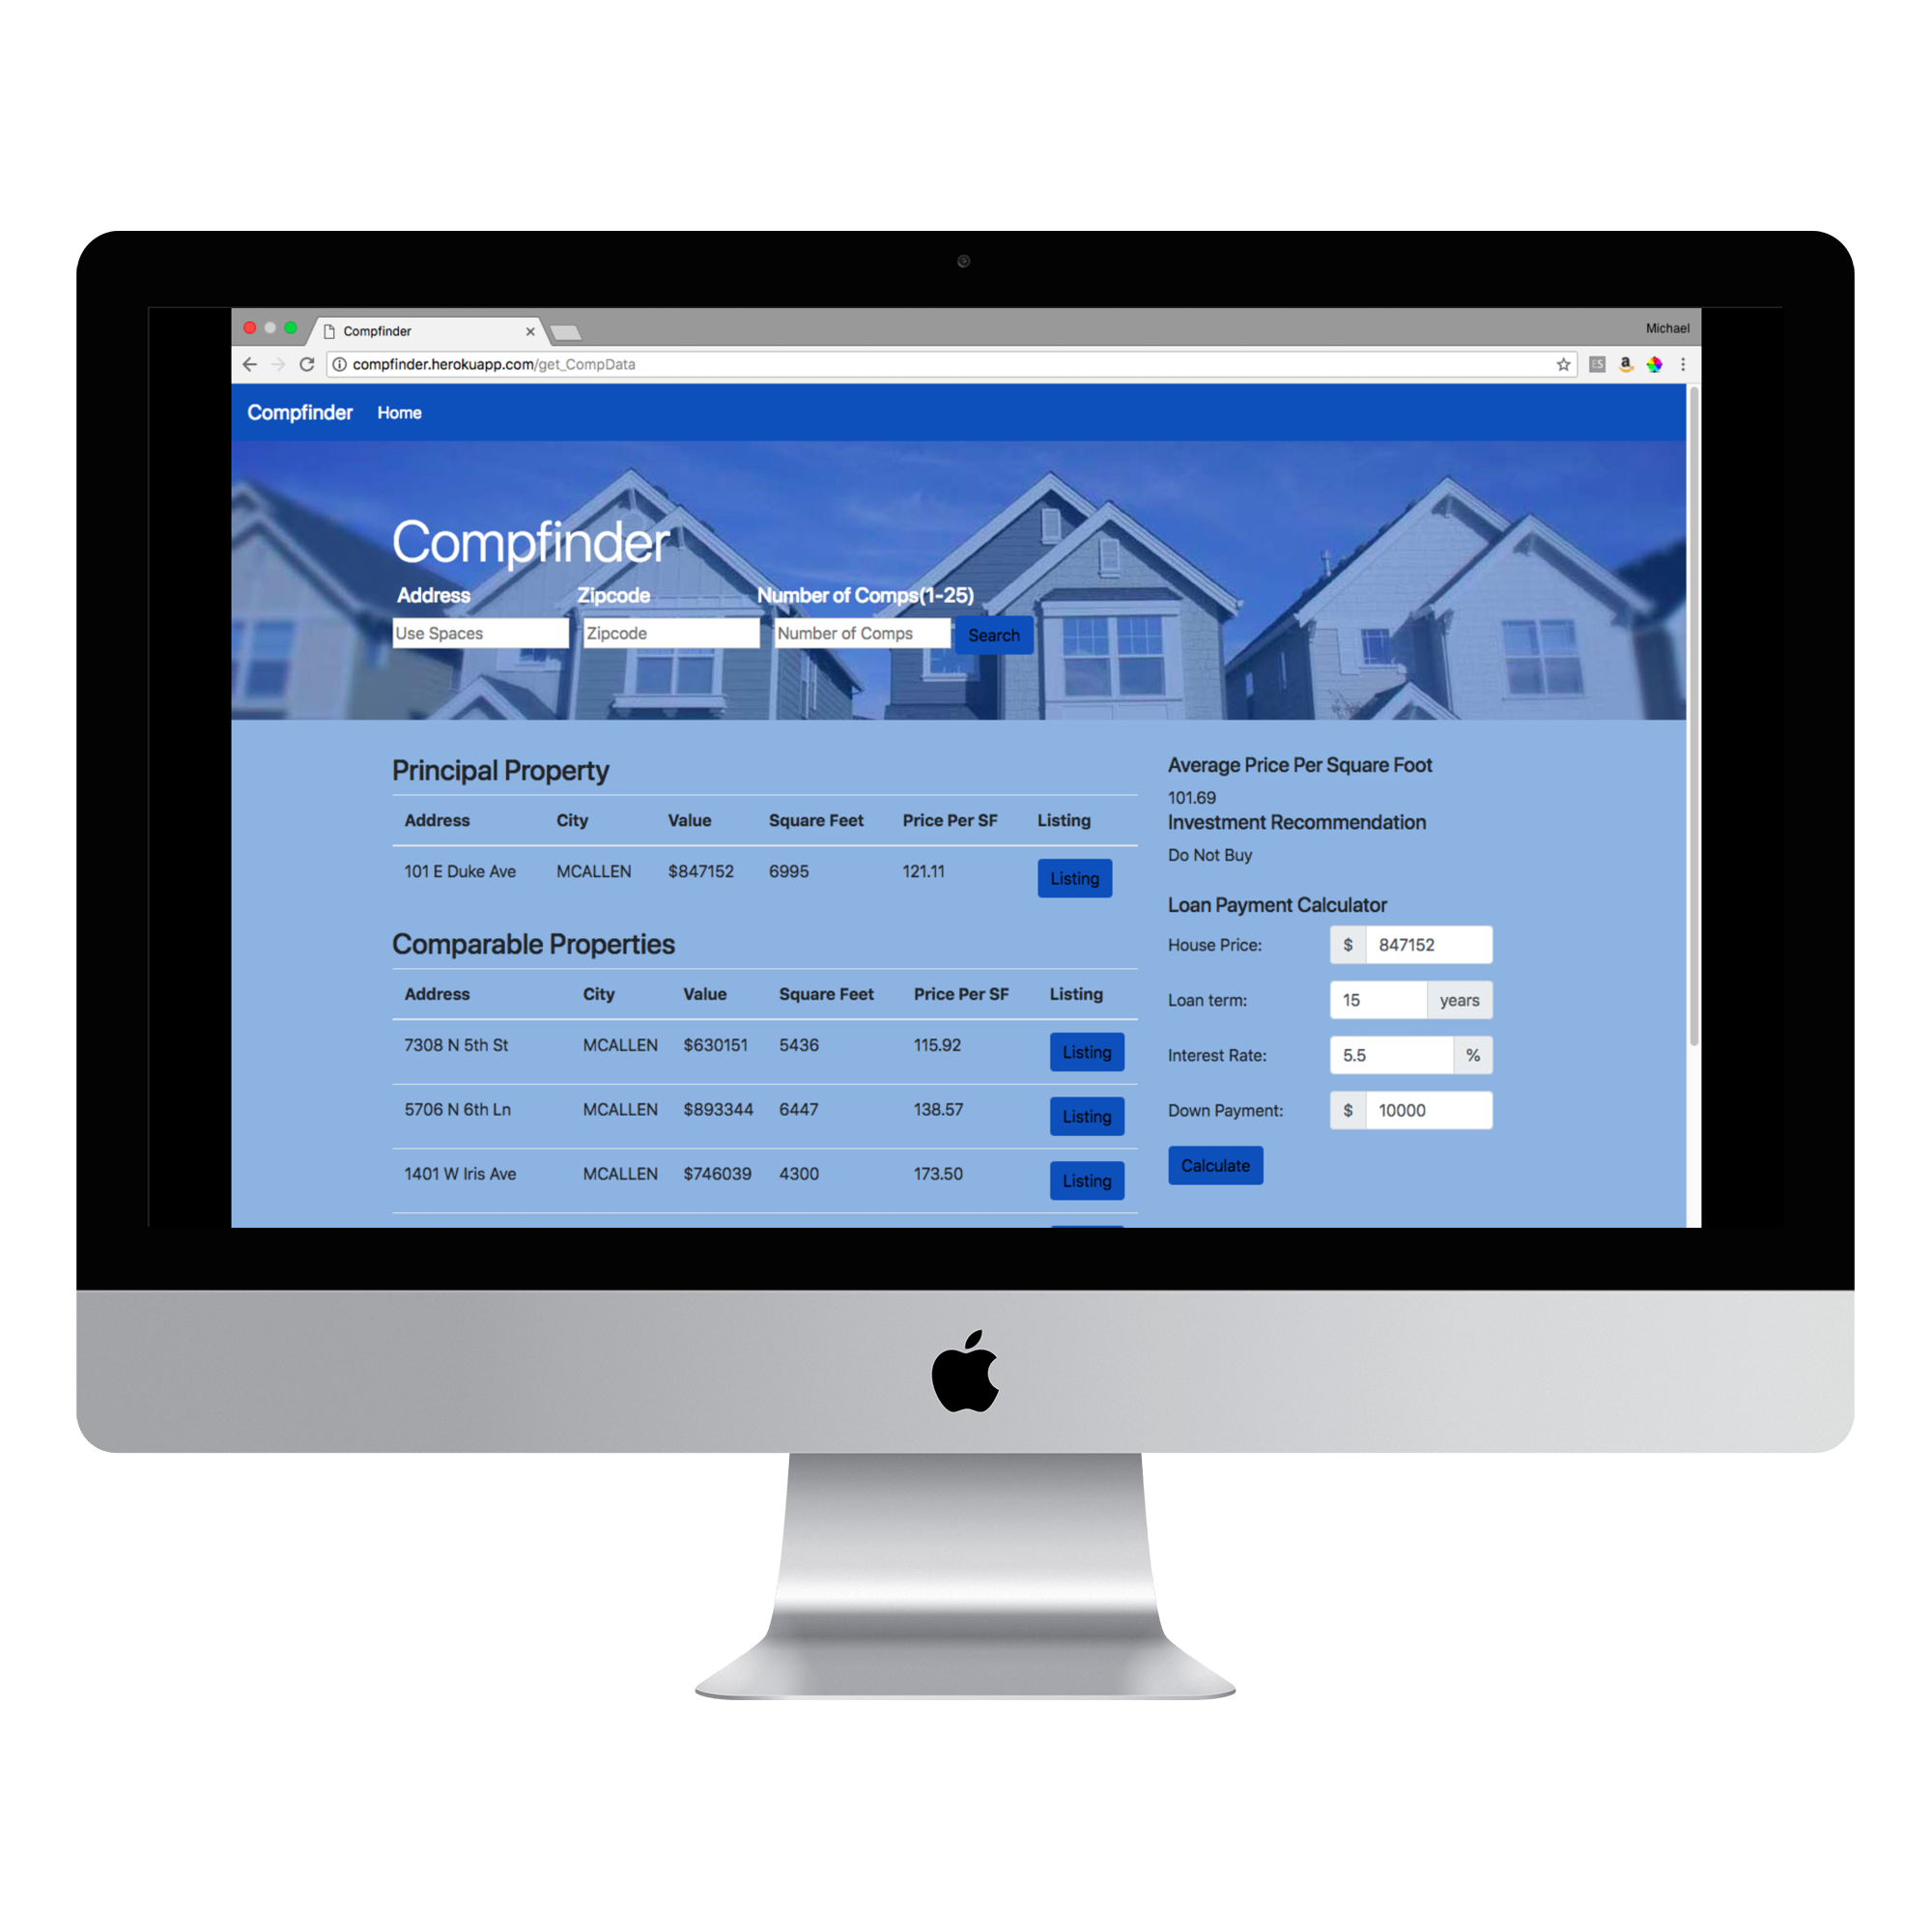 Compfinder
Michael
compfinder.herokuapp.com/get_CompData
ES
a
Compfinder Home
Compfinder
Address Zipcode Number of Comps(1-25)
Use Spaces Zipcode Number of Comps Search
Principal Property
Address City Value Square Feet Price Per SF Listing
101 E Duke Ave MCALLEN $847152 6995 121.11 Listing
Comparable Properties
Address City Value Square Feet Price Per SF Listing
7308 N 5th St MCALLEN $630151 5436 115.92 Listing
5706 N 6th Ln MCALLEN $893344 6447 138.57 Listing
1401 W Iris Ave MCALLEN $746039 4300 173.50 Listing
Average Price Per Square Foot
101.69
Investment Recommendation
Do Not Buy
Loan Payment Calculator
House Price: $ 847152
Loan term: 15 years
Interest Rate: 5.5 %
Down Payment: $ 10000
Calculate